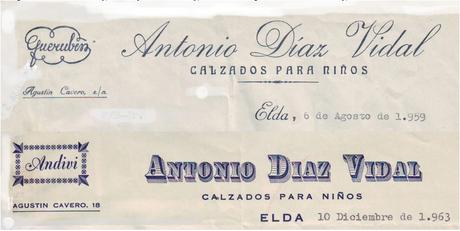 Querubín
Antonio Díaz Vidal
CALZADOS PARA NIÑOS
Agustín Cavero, s/n
Elda, 6 de Agosto de 1.959
Andivi
ANTONIO DIAZ VIDAL
CALZADOS PARA NIÑOS
AGUSTIN CAVERO, 18
ELDA 10 Diciembre de 1.963